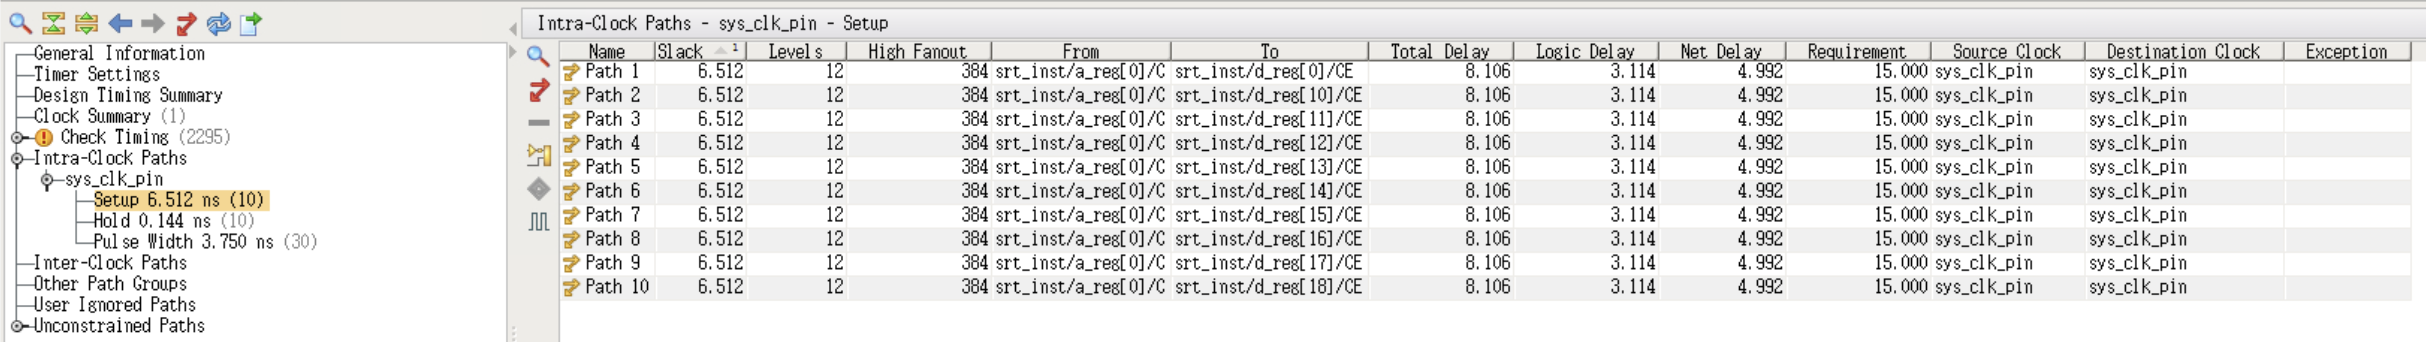 Intra-Clock Paths - sys_clk_pin - Setup
General Information
Timer Settings
Design Timing Summary
Clock Summary (1)
Check Timing (2295)
Intra-Clock Paths
sys_clk_pin
Setup 6.512 ns (10)
Hold 0.144 ns (10)
Pulse Width 3.750 ns (30)
Inter-Clock Paths
Other Path Groups
User Ignored Paths
Unconstrained Paths
Name Slack 1 Levels High Fanout From To Total Delay Logic Delay Net Delay Requirement Source Clock Destination Clock Exception
Path 1 6.512 12 384 srt_inst/a_reg[0]/C srt_inst/d_reg[0]/CE 8.106 3.114 4.992 15.000 sys_clk_pin sys_clk_pin
Path 2 6.512 12 384 srt_inst/a_reg[0]/C srt_inst/d_reg[10]/CE 8.106 3.114 4.992 15.000 sys_clk_pin sys_clk_pin
Path 3 6.512 12 384 srt_inst/a_reg[0]/C srt_inst/d_reg[11]/CE 8.106 3.114 4.992 15.000 sys_clk_pin sys_clk_pin
Path 4 6.512 12 384 srt_inst/a_reg[0]/C srt_inst/d_reg[12]/CE 8.106 3.114 4.992 15.000 sys_clk_pin sys_clk_pin
Path 5 6.512 12 384 srt_inst/a_reg[0]/C srt_inst/d_reg[13]/CE 8.106 3.114 4.992 15.000 sys_clk_pin sys_clk_pin
Path 6 6.512 12 384 srt_inst/a_reg[0]/C srt_inst/d_reg[14]/CE 8.106 3.114 4.992 15.000 sys_clk_pin sys_clk_pin
Path 7 6.512 12 384 srt_inst/a_reg[0]/C srt_inst/d_reg[15]/CE 8.106 3.114 4.992 15.000 sys_clk_pin sys_clk_pin
Path 8 6.512 12 384 srt_inst/a_reg[0]/C srt_inst/d_reg[16]/CE 8.106 3.114 4.992 15.000 sys_clk_pin sys_clk_pin
Path 9 6.512 12 384 srt_inst/a_reg[0]/C srt_inst/d_reg[17]/CE 8.106 3.114 4.992 15.000 sys_clk_pin sys_clk_pin
Path 10 6.512 12 384 srt_inst/a_reg[0]/C srt_inst/d_reg[18]/CE 8.106 3.114 4.992 15.000 sys_clk_pin sys_clk_pin